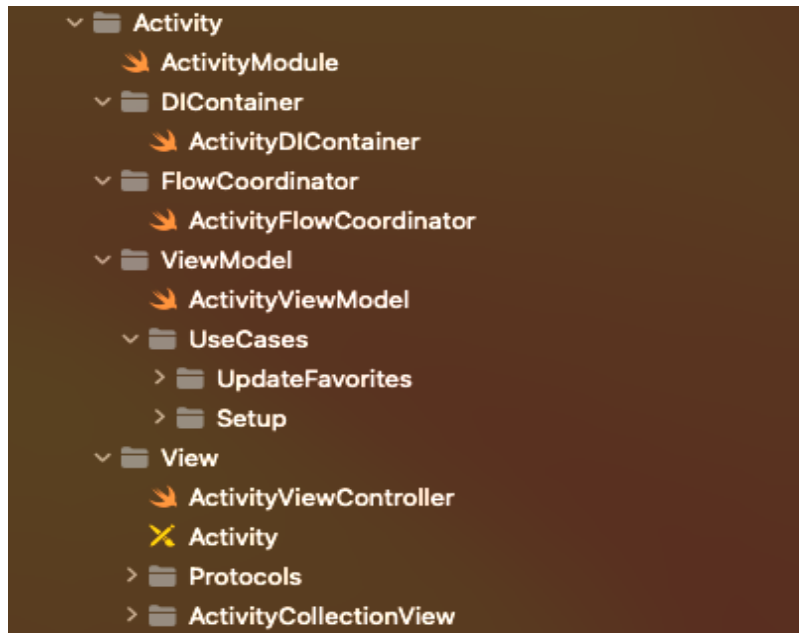 Activity
ActivityModule
DIContainer
ActivityDIContainer
FlowCoordinator
ActivityFlowCoordinator
ViewModel
ActivityViewModel
UseCases
UpdateFavorites
Setup
View
ActivityViewController
Activity
Protocols
ActivityCollectionView